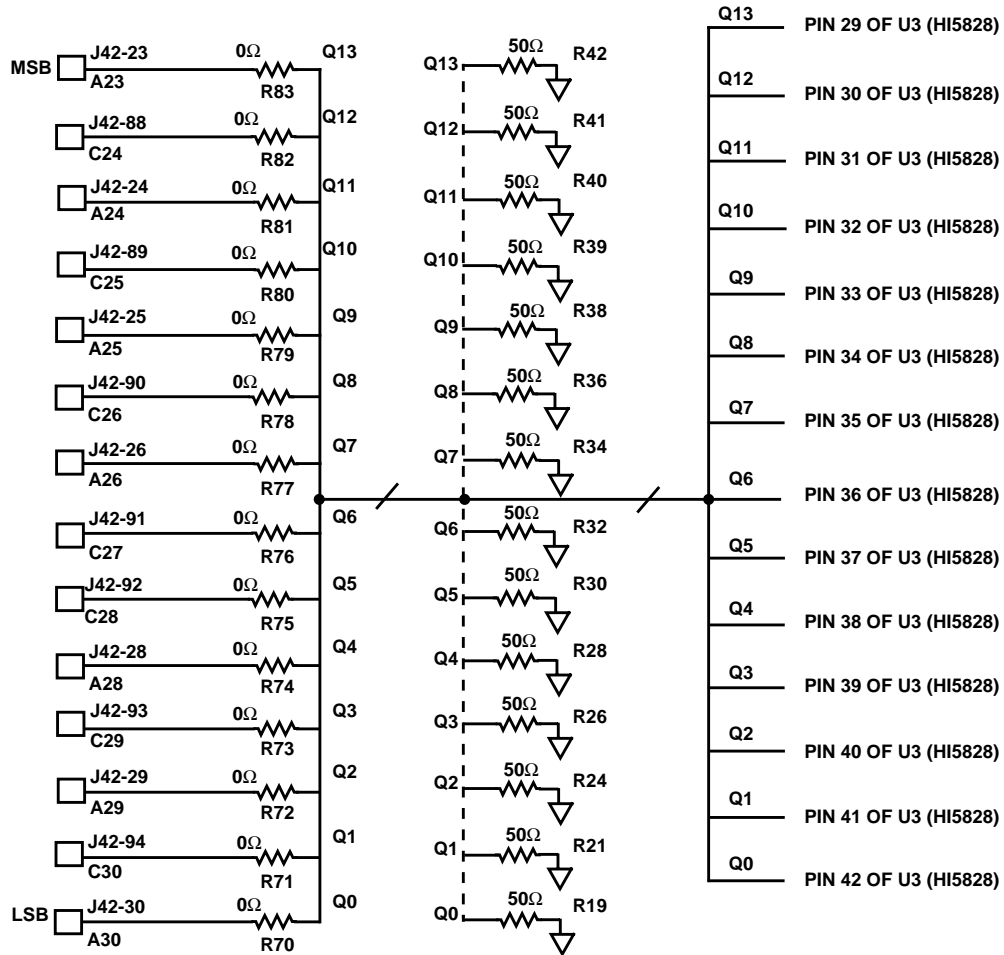 MSB
J42-23
A23
0Ω
R83
Q13
J42-88
C24
0Ω
R82
Q12
J42-24
A24
0Ω
R81
Q11
J42-89
C25
0Ω
R80
Q10
J42-25
A25
0Ω
R79
Q9
J42-90
C26
0Ω
R78
Q8
J42-26
A26
0Ω
R77
Q7
J42-91
C27
0Ω
R76
Q6
J42-92
C28
0Ω
R75
Q5
J42-28
A28
0Ω
R74
Q4
J42-93
C29
0Ω
R73
Q3
J42-29
A29
0Ω
R72
Q2
J42-94
C30
0Ω
R71
Q1
LSB
J42-30
A30
0Ω
R70
Q0
Q13
50Ω
R42
Q12
50Ω
R41
Q11
50Ω
R40
Q10
50Ω
R39
Q9
50Ω
R38
Q8
50Ω
R36
Q7
50Ω
R34
Q6
50Ω
R32
Q5
50Ω
R30
Q4
50Ω
R28
Q3
50Ω
R26
Q2
50Ω
R24
Q1
50Ω
R21
Q0
50Ω
R19
Q13
PIN 29 OF U3 (HI5828)
Q12
PIN 30 OF U3 (HI5828)
Q11
PIN 31 OF U3 (HI5828)
Q10
PIN 32 OF U3 (HI5828)
Q9
PIN 33 OF U3 (HI5828)
Q8
PIN 34 OF U3 (HI5828)
Q7
PIN 35 OF U3 (HI5828)
Q6
PIN 36 OF U3 (HI5828)
Q5
PIN 37 OF U3 (HI5828)
Q4
PIN 38 OF U3 (HI5828)
Q3
PIN 39 OF U3 (HI5828)
Q2
PIN 40 OF U3 (HI5828)
Q1
PIN 41 OF U3 (HI5828)
Q0
PIN 42 OF U3 (HI5828)